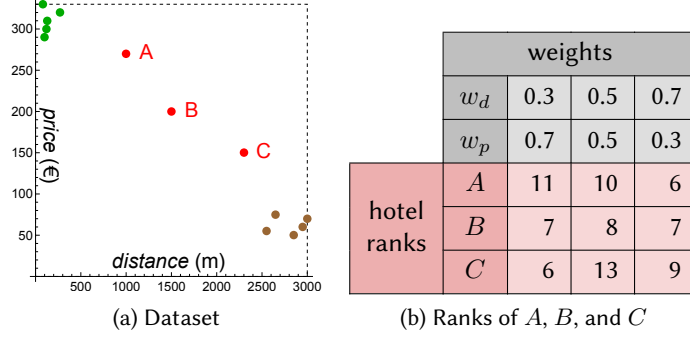 300
250
200
150
100
50
price (€)
A
B
C
distance (m)
500 1000 1500 2000 2500 3000
(a) Dataset
weights
w_d 0.3 0.5 0.7
w_p 0.7 0.5 0.3
hotel ranks
A 11 10 6
B 7 8 7
C 6 13 9
(b) Ranks of A, B, and C